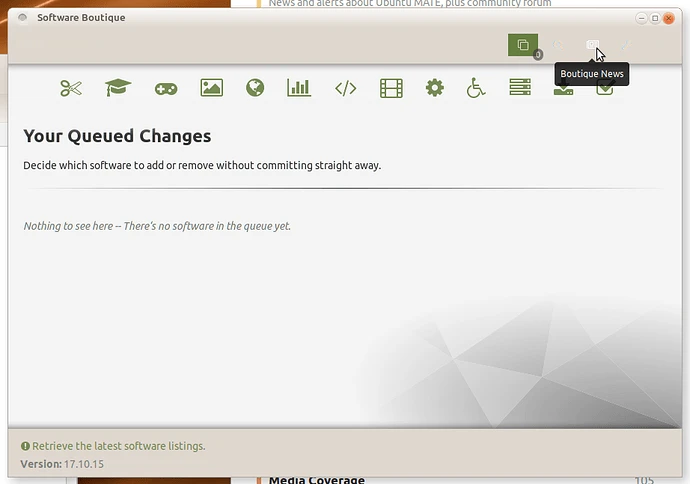 News and alerts about Ubuntu MATE, plus community forum
Software Boutique
0
Boutique News
Your Queued Changes
Decide which software to add or remove without committing straight away.
Nothing to see here – There's no software in the queue yet.
Retrieve the latest software listings.
Version: 17.10.15
Media Coverage
105